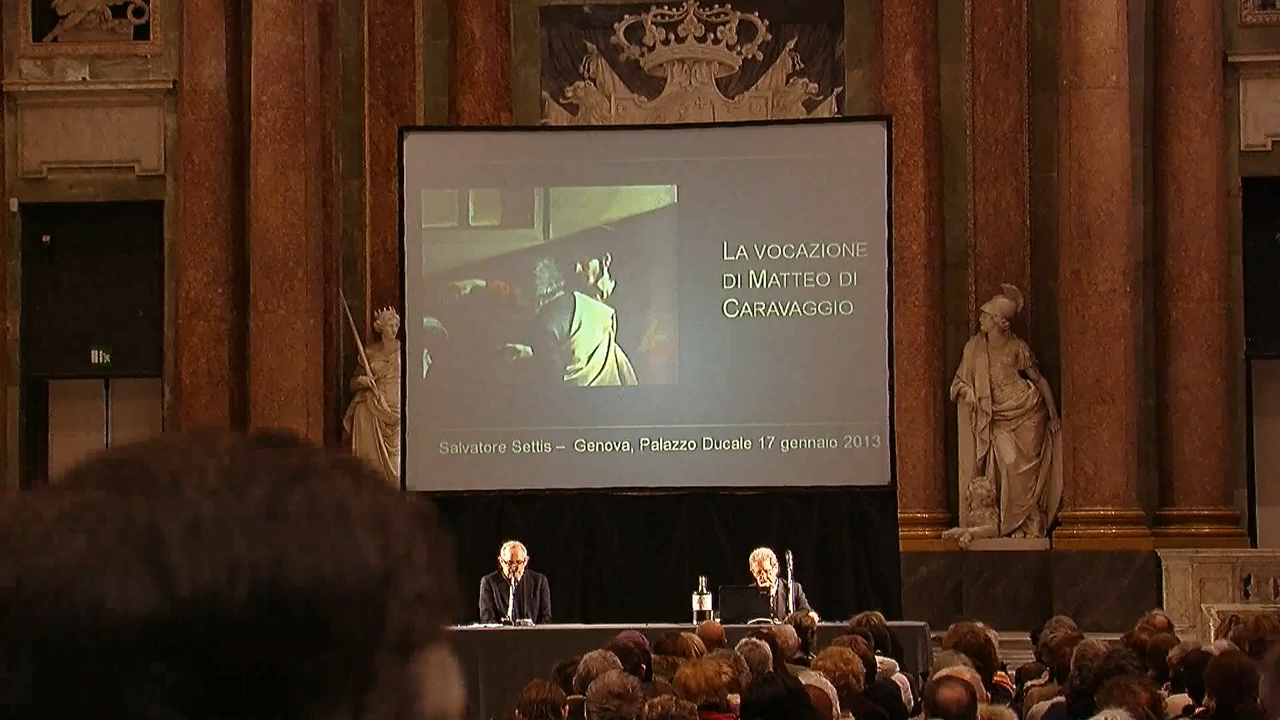 LA VOCAZIONE
DI MATTEO DI
CARAVAGGIO
Salvatore Settis – Genova, Palazzo Ducale 17 gennaio 2013